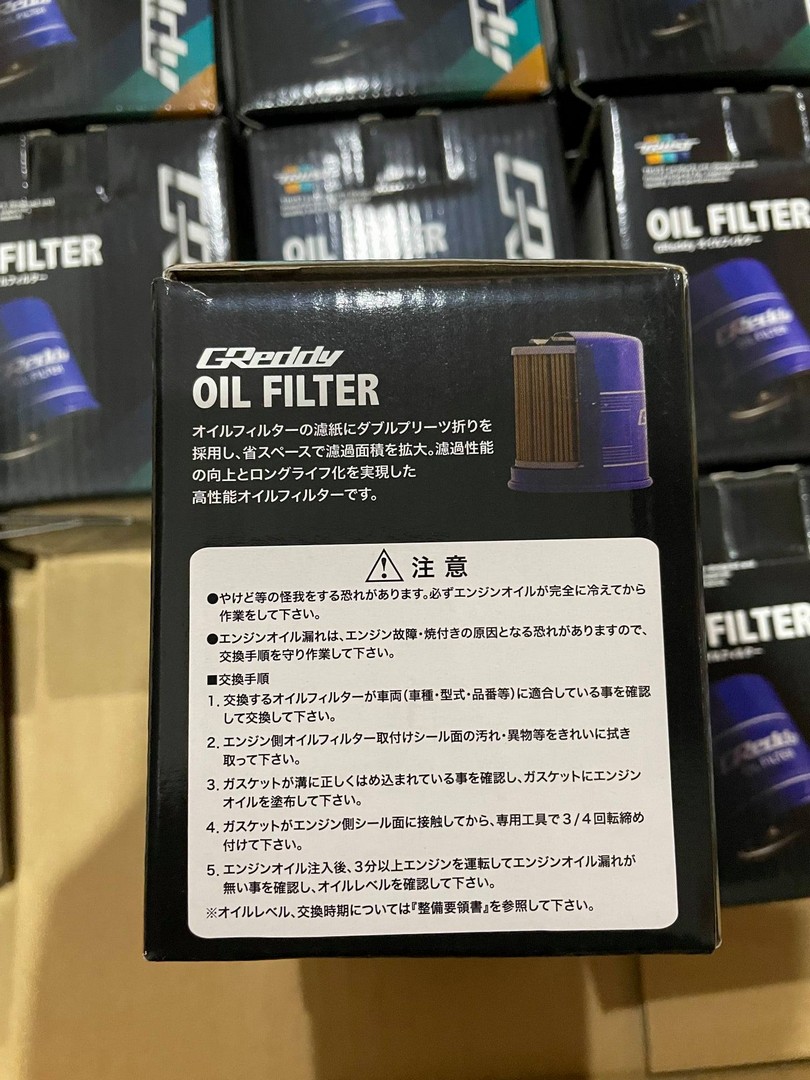 OIL FILTER
FILTER
OIL FILTER
GReddy オイルフィルター
GReddy
OIL FILTER
GReddy
OIL FILTER
オイルフィルターの濾紙にダブルプリーツ折りを
採用し、省スペースで濾過面積を拡大。濾過性能
の向上とロングライフ化を実現した
高性能オイルフィルターです。
注意
●やけど等の怪我をする恐れがあります。必ずエンジンオイルが完全に冷えてから
作業をして下さい。
●エンジンオイル漏れは、エンジン故障・焼付きの原因となる恐れがありますので、
交換手順を守り作業して下さい。
■交換手順
1. 交換するオイルフィルターが車両（車種・型式・品番等）に適合している事を確認
して交換して下さい。
2. エンジン側オイルフィルター取付けシール面の汚れ・異物等をきれいに拭き
取って下さい。
3. ガスケットが溝に正しくはめ込まれている事を確認し、ガスケットにエンジン
オイルを塗布して下さい。
4. ガスケットがエンジン側シール面に接触してから、専用工具で3/4回転締め
付けて下さい。
5. エンジンオイル注入後、3分以上エンジンを運転してエンジンオイル漏れが
無い事を確認し、オイルレベルを確認して下さい。
※オイルレベル、交換時期については『整備要領書』を参照して下さい。
FILTER
GReddy
OIL FILTER